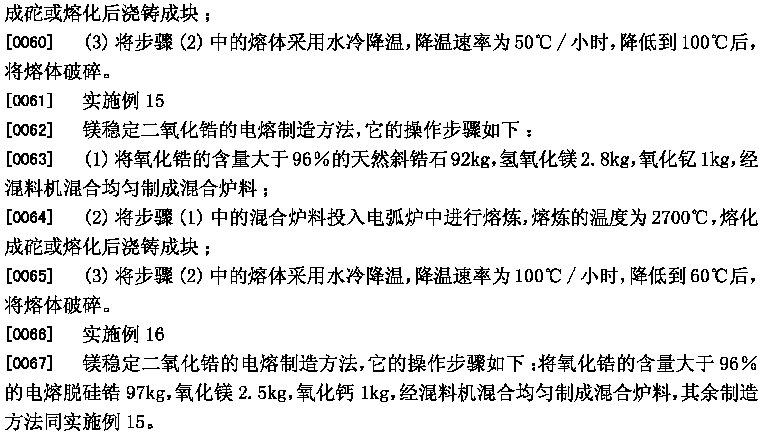 成砣或熔化后浇铸成块；
[0060] (3) 将步骤 (2) 中的熔体采用水冷降温，降温速率为 50℃／小时，降低到 100℃后，
将熔体破碎。
[0061] 实施例 15
[0062] 镁稳定二氧化锆的电熔制造方法，它的操作步骤如下：
[0063] (1) 将氧化锆的含量大于 96％的天然斜锆石 92kg，氢氧化镁 2.8kg，氧化钇 1kg，经
混料机混合均匀制成混合炉料；
[0064] (2) 将步骤 (1) 中的混合炉料投入电弧炉中进行熔炼，熔炼的温度为 2700℃，熔化
成砣或熔化后浇铸成块；
[0065] (3) 将步骤 (2) 中的熔体采用水冷降温，降温速率为 100℃／小时，降低到 60℃后，
将熔体破碎。
[0066] 实施例 16
[0067] 镁稳定二氧化锆的电熔制造方法，它的操作步骤如下：将氧化锆的含量大于 96％
的电熔脱硅锆 97kg，氧化镁 2.5kg，氧化钙 1kg，经混料机混合均匀制成混合炉料，其余制造
方法同实施例 15。